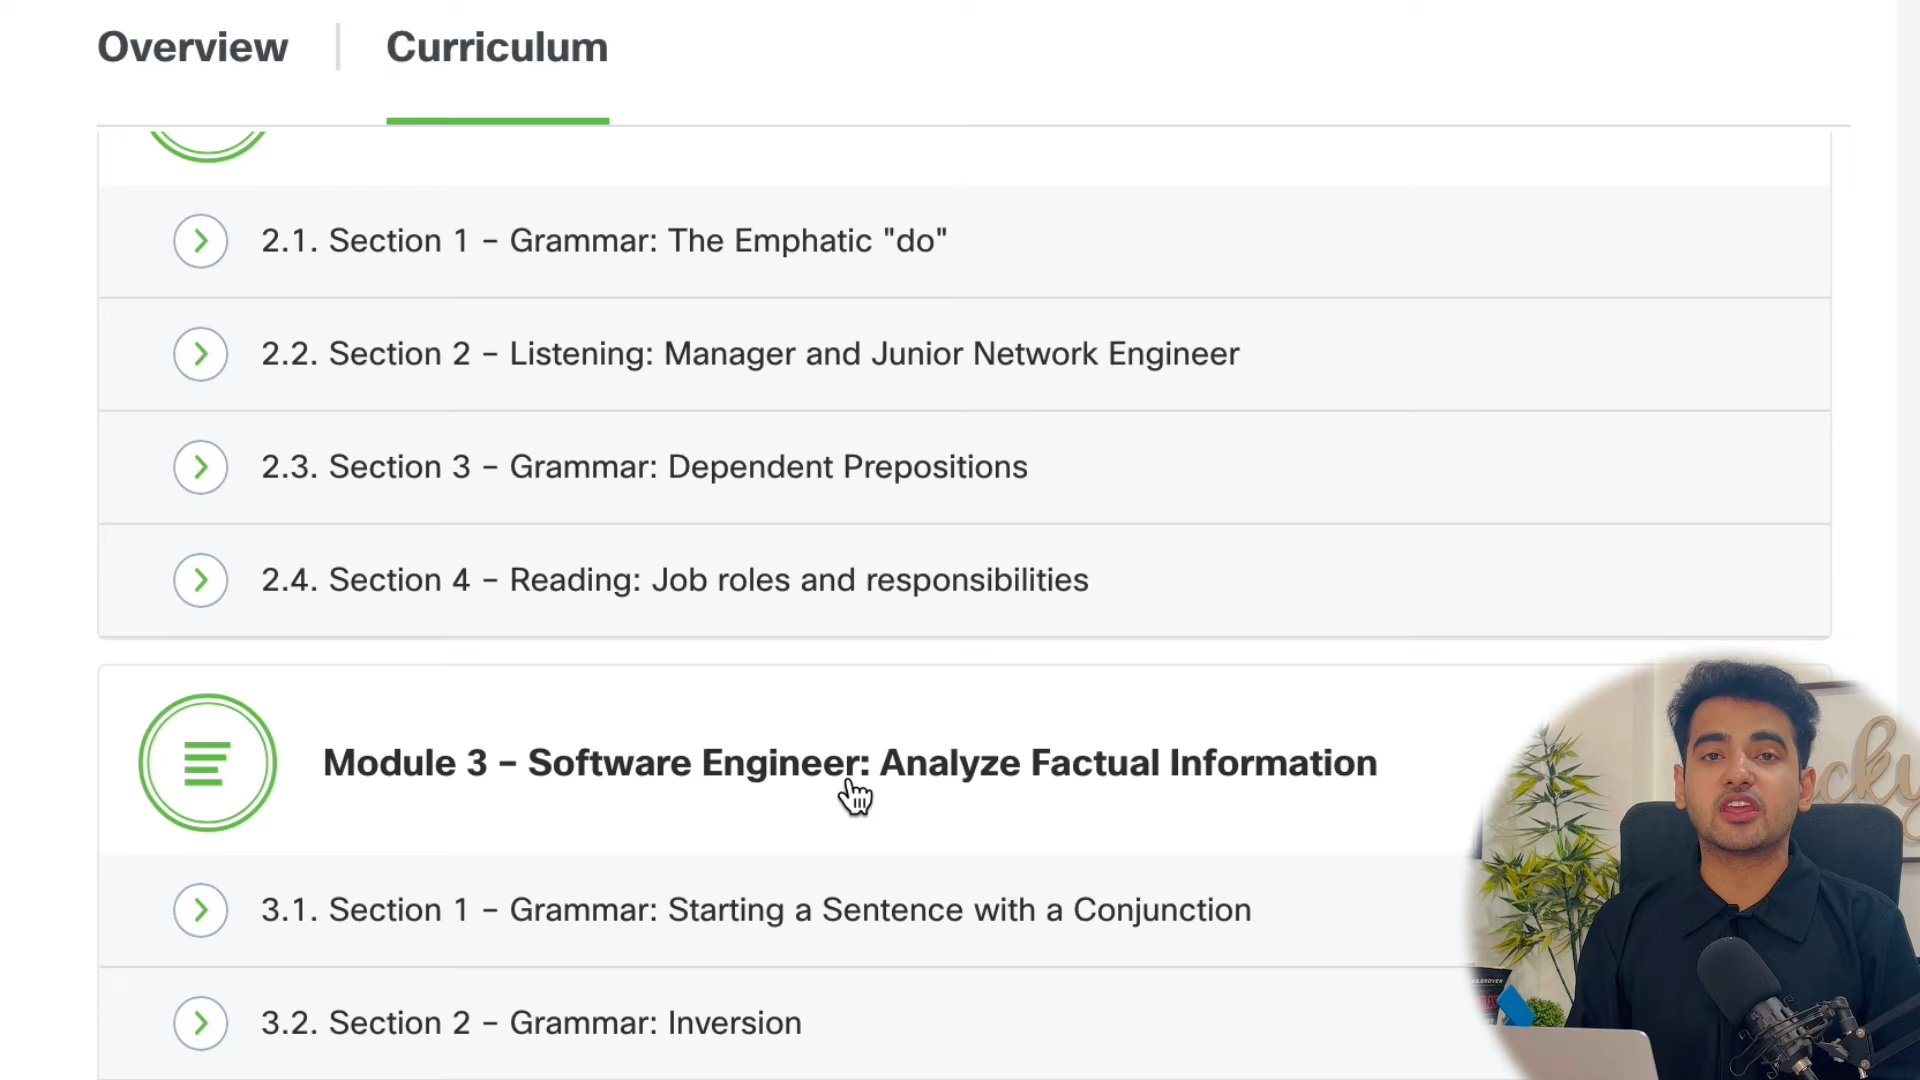 Overview | Curriculum
2.1. Section 1 – Grammar: The Emphatic "do"
2.2. Section 2 – Listening: Manager and Junior Network Engineer
2.3. Section 3 – Grammar: Dependent Prepositions
2.4. Section 4 – Reading: Job roles and responsibilities
Module 3 – Software Engineer: Analyze Factual Information
3.1. Section 1 – Grammar: Starting a Sentence with a Conjunction
3.2. Section 2 – Grammar: Inversion